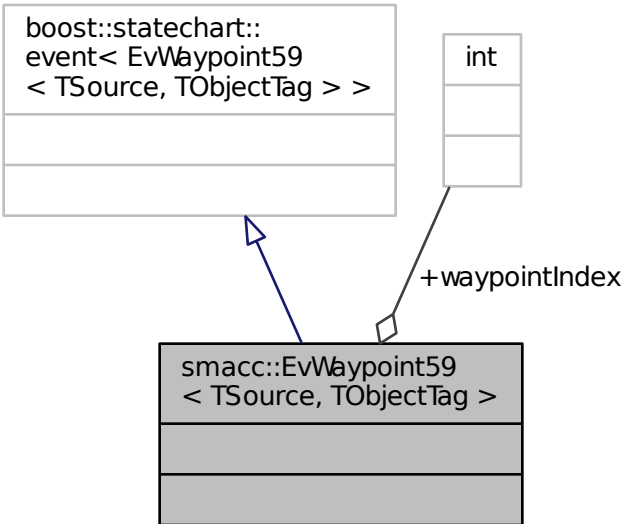 boost::statechart::
event< EvWaypoint59
< TSource, TObjectTag > >
int
+waypointIndex
smacc::EvWaypoint59
< TSource, TObjectTag >